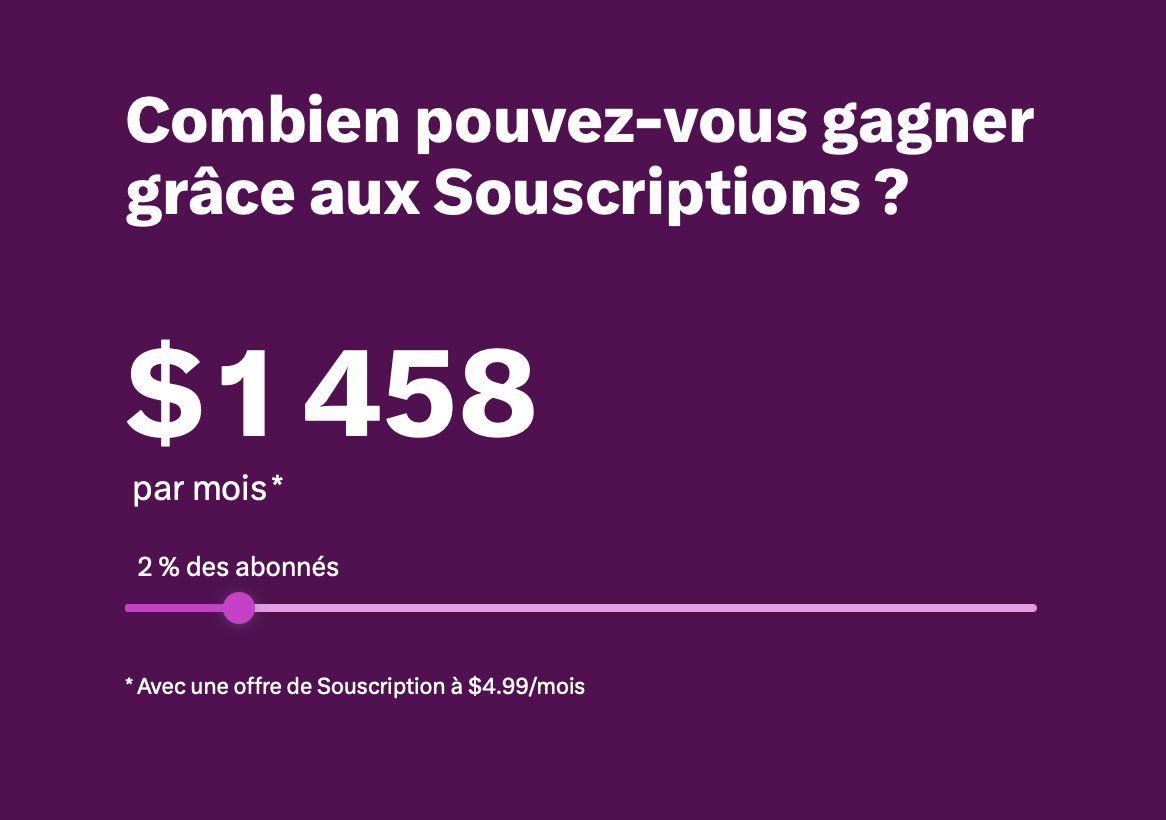 Combien pouvez-vous gagner
grâce aux Souscriptions ?
$1 458
par mois*
2 % des abonnés
* Avec une offre de Souscription à $4.99/mois